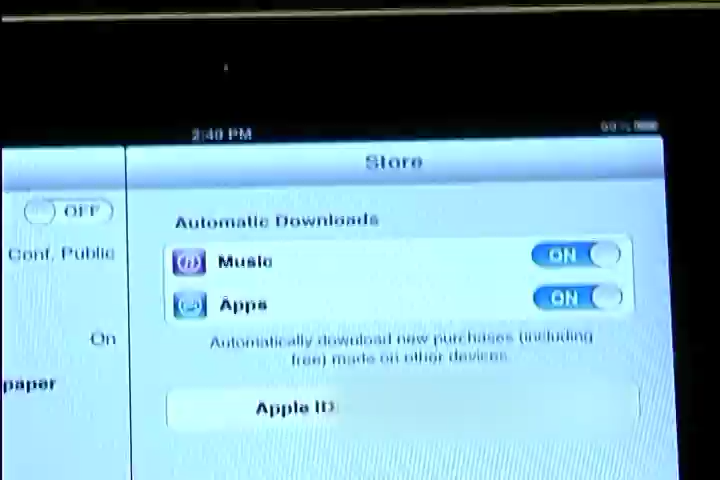 2:40 PM
Store
OFF
Automatic Downloads
Conf. Public
Music ON
Apps ON
On
Automatically download new purchases (including
free) made on other devices
paper
Apple ID: